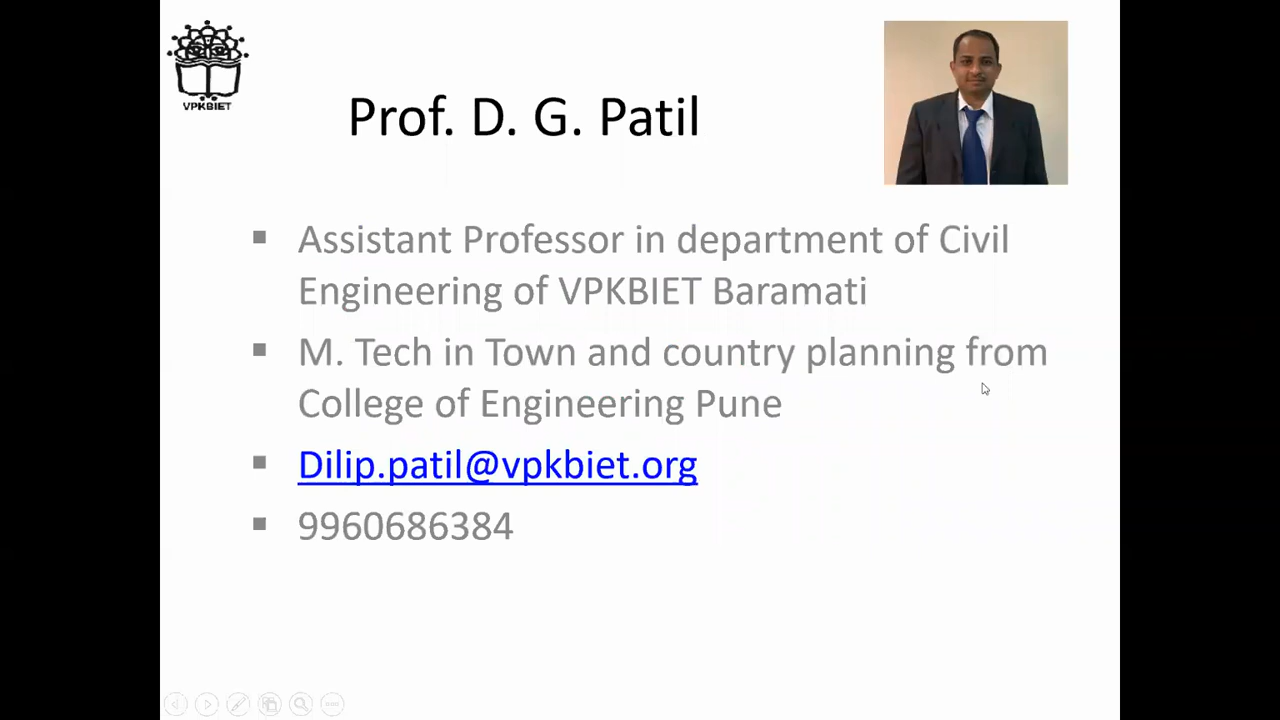 VPKBIET
Prof. D. G. Patil
Assistant Professor in department of Civil
Engineering of VPKBIET Baramati
M. Tech in Town and country planning from
College of Engineering Pune
Dilip.patil@vpkbiet.org
9960686384